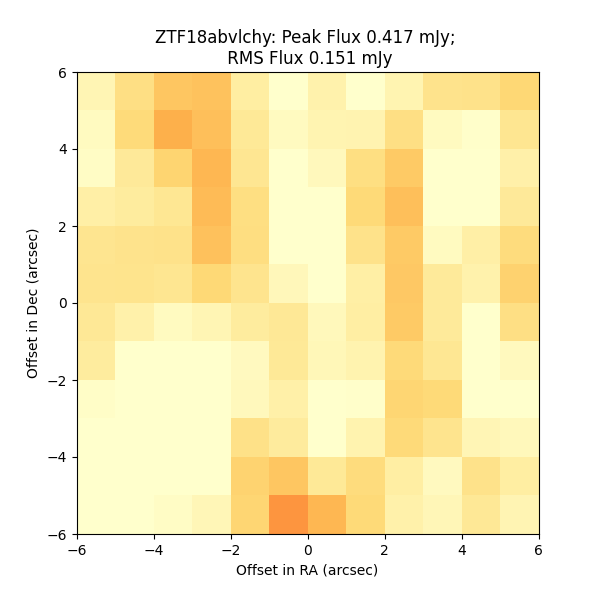 ZTF18abvlchy: Peak Flux 0.417 mJy;
RMS Flux 0.151 mJy
6
4
2
0
−2
−4
−6
Offset in Dec (arcsec)
−6 −4 −2 0 2 4 6
Offset in RA (arcsec)